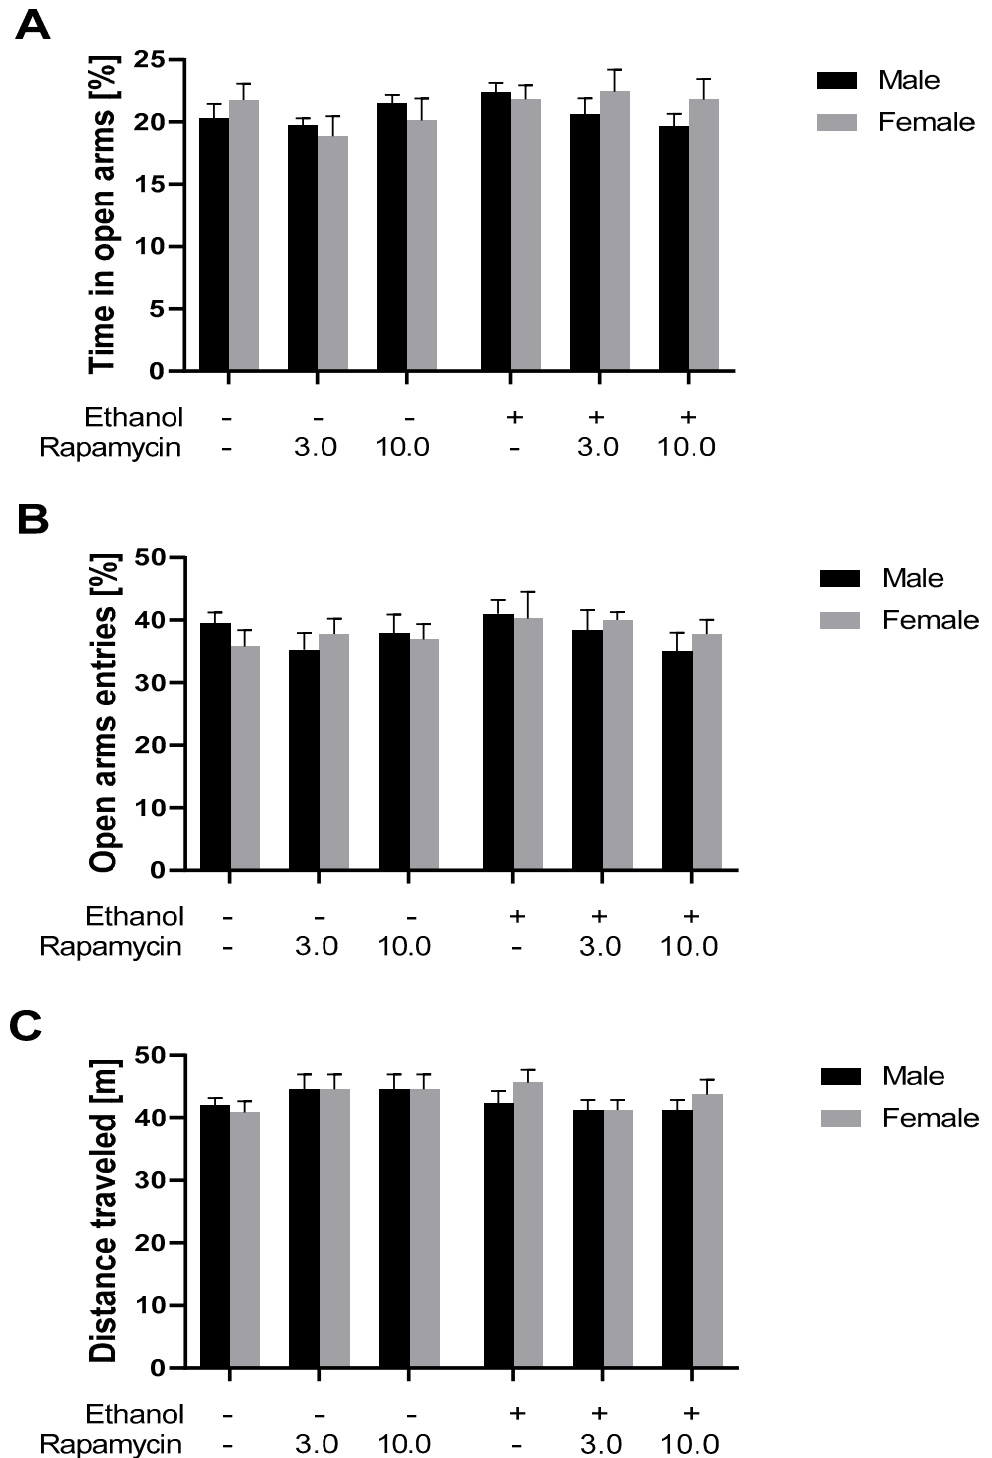 A
Time in open arms [%]
25
20
15
10
5
0
Male
Female
Ethanol - - - + + +
Rapamycin - 3.0 10.0 - 3.0 10.0
B
Open arms entries [%]
50
40
30
20
10
0
Male
Female
Ethanol - - - + + +
Rapamycin - 3.0 10.0 - 3.0 10.0
C
Distance traveled [m]
50
40
30
20
10
0
Male
Female
Ethanol - - - + + +
Rapamycin - 3.0 10.0 - 3.0 10.0